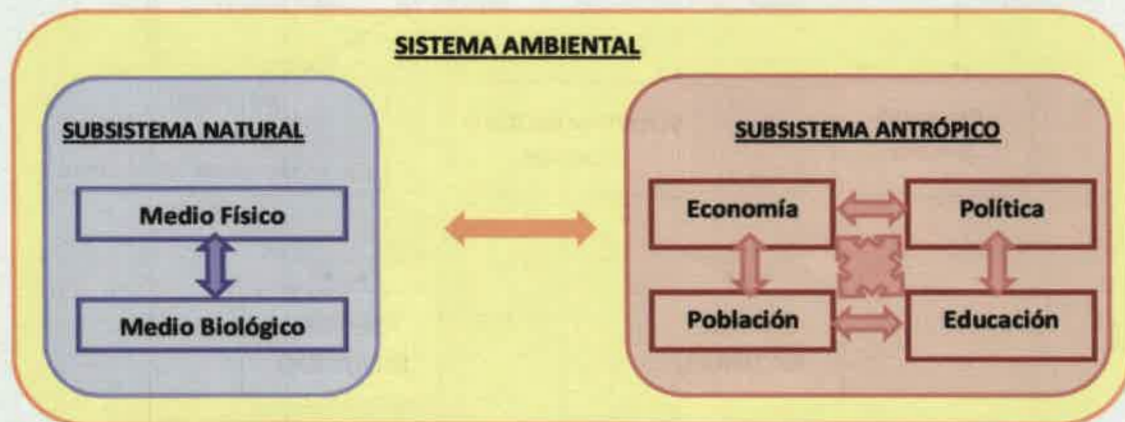 SISTEMA AMBIENTAL
SUBSISTEMA NATURAL
Medio Físico
Medio Biológico
SUBSISTEMA ANTRÓPICO
Economía
Política
Población
Educación